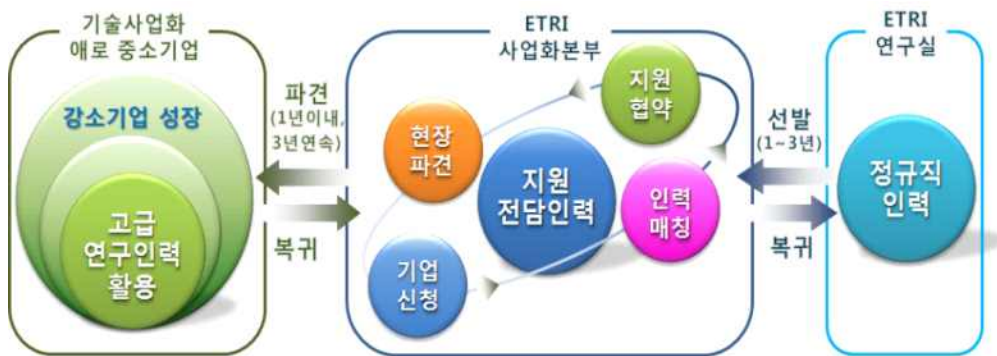 기술사업화
애로 중소기업
강소기업 성장
고급
연구인력
활용
파견
(1년이내,
3년연속)
복귀
ETRI
사업화본부
지원
협약
현장
파견
지원
전담인력
인력
매칭
기업
신청
선발
(1~3년)
복귀
ETRI
연구실
정규직
인력